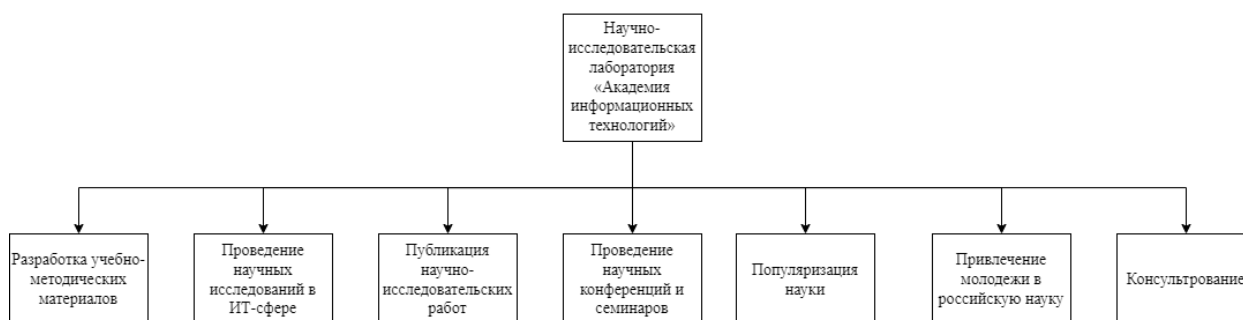 Научно-
исследовательская
лаборатория
«Академия
информационных
технологий»
Разработка учебно-
методических
материалов
Проведение
научных
исследований в
ИТ-сфере
Публикация
научно-
исследовательских
работ
Проведение
научных
конференций и
семинаров
Популяризация
науки
Привлечение
молодежи в
российскую науку
Консультрование